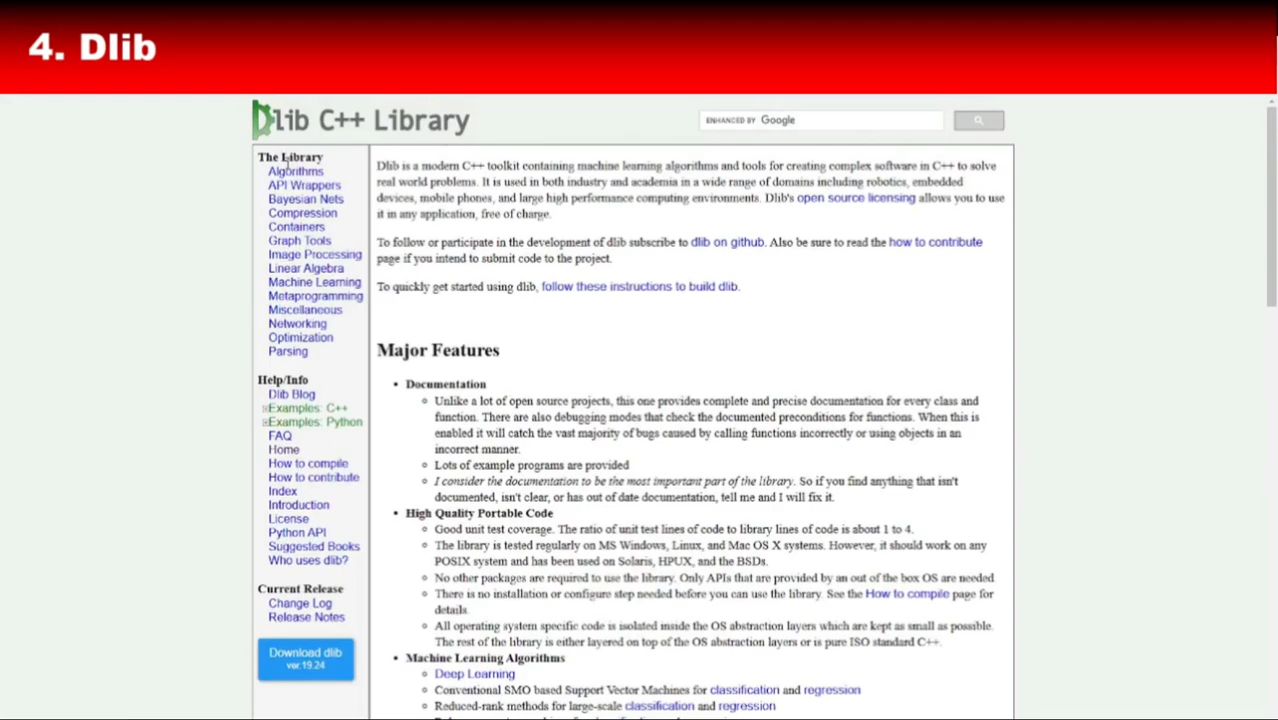 4. Dlib
Dlib C++ Library
ENHANCED BY Google
The Library
Algorithms
API Wrappers
Bayesian Nets
Compression
Containers
Graph Tools
Image Processing
Linear Algebra
Machine Learning
Metaprogramming
Miscellaneous
Networking
Optimization
Parsing
Help/Info
Dlib Blog
Examples: C++
Examples: Python
FAQ
Home
How to compile
How to contribute
Index
Introduction
License
Python API
Suggested Books
Who uses dlib?
Current Release
Change Log
Release Notes
Download dlib
ver.19.24
Dlib is a modern C++ toolkit containing machine learning algorithms and tools for creating complex software in C++ to solve
real world problems. It is used in both industry and academia in a wide range of domains including robotics, embedded
devices, mobile phones, and large high performance computing environments. Dlib's open source licensing allows you to use
it in any application, free of charge.
To follow or participate in the development of dlib subscribe to dlib on github. Also be sure to read the how to contribute
page if you intend to submit code to the project.
To quickly get started using dlib, follow these instructions to build dlib.
Major Features
• Documentation
Unlike a lot of open source projects, this one provides complete and precise documentation for every class and
function. There are also debugging modes that check the documented preconditions for functions. When this is
enabled it will catch the vast majority of bugs caused by calling functions incorrectly or using objects in an
incorrect manner.
Lots of example programs are provided
I consider the documentation to be the most important part of the library. So if you find anything that isn't
documented, isn't clear, or has out of date documentation, tell me and I will fix it.
• High Quality Portable Code
Good unit test coverage. The ratio of unit test lines of code to library lines of code is about 1 to 4.
The library is tested regularly on MS Windows, Linux, and Mac OS X systems. However, it should work on any
POSIX system and has been used on Solaris, HPUX, and the BSDs.
No other packages are required to use the library. Only APIs that are provided by an out of the box OS are needed
There is no installation or configure step needed before you can use the library. See the How to compile page for
details.
All operating system specific code is isolated inside the OS abstraction layers which are kept as small as possible.
The rest of the library is either layered on top of the OS abstraction layers or is pure ISO standard C++.
• Machine Learning Algorithms
Deep Learning
Conventional SMO based Support Vector Machines for classification and regression
Reduced-rank methods for large-scale classification and regression